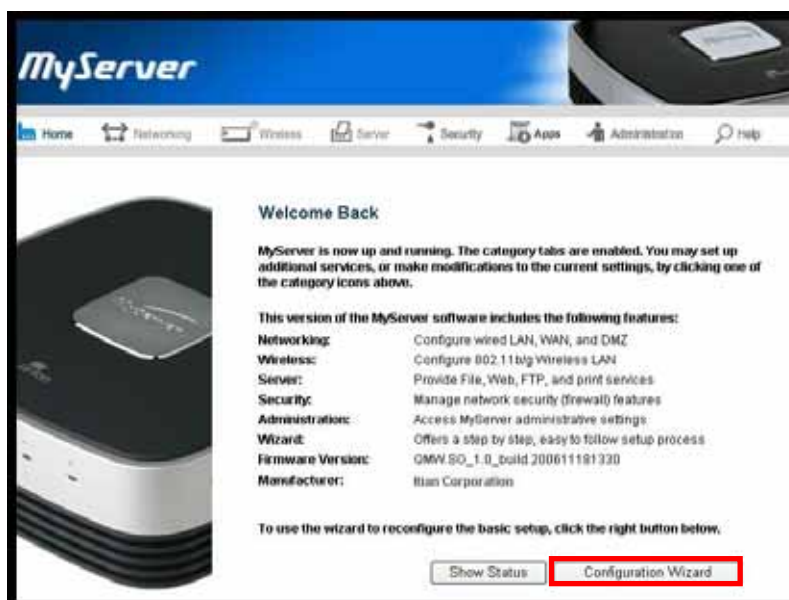 MyServer
Home Networking Wireless Server Security Apps Administration Help
Welcome Back
MyServer is now up and running. The category tabs are enabled. You may set up
additional services, or make modifications to the current settings, by clicking one of
the category icons above.
This version of the MyServer software includes the following features:
Networking: Configure wired LAN, WAN, and DMZ
Wireless: Configure 802.11b/g Wireless LAN
Server: Provide File, Web, FTP, and print services
Security: Manage network security (firewall) features
Administration: Access MyServer administrative settings
Wizard: Offers a step by step, easy to follow setup process
Firmware Version: QMW.SO_1.0_build.200611181330
Manufacturer: Itian Corporation
To use the wizard to reconfigure the basic setup, click the right button below.
Show Status Configuration Wizard